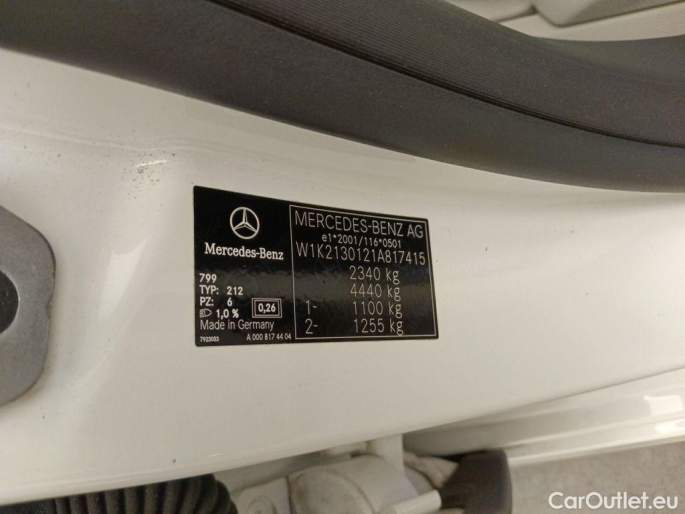 MERCEDES-BENZ AG
e1*2001/116*0501
W1K2130121A817415
2340 kg
4440 kg
1- 1100 kg
2- 1255 kg
Mercedes-Benz
799
TYP: 212
PZ: 6
1,0 % 0,26
Made in Germany
7923053 A 000 817 44 04
CarOutlet.eu